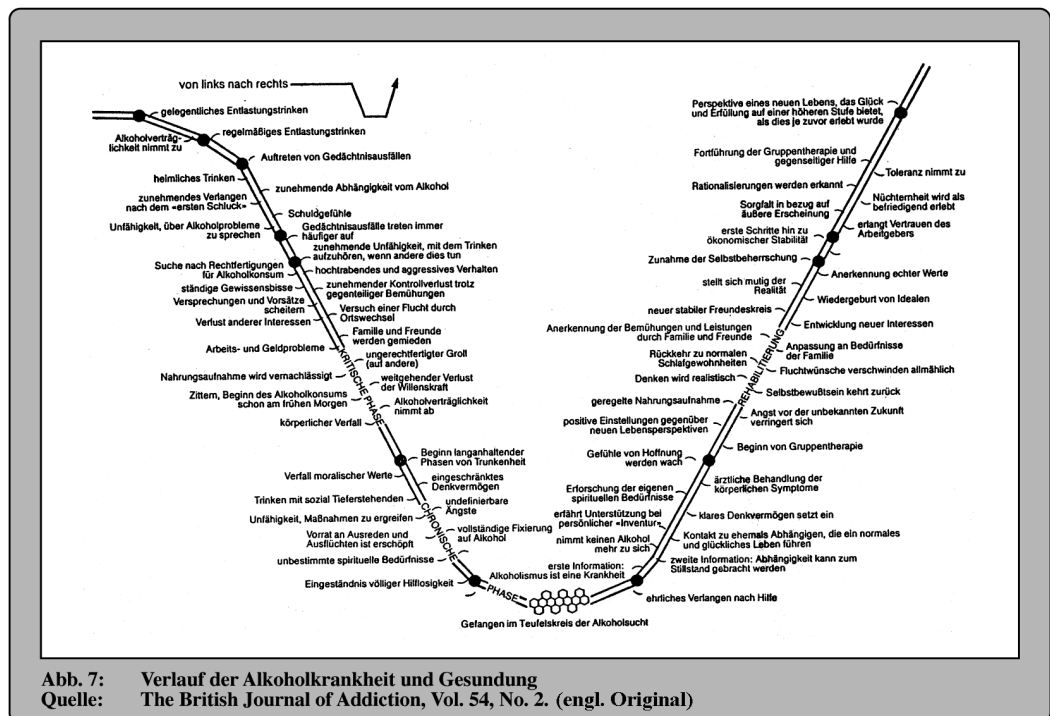 von links nach rechts
gelegentliches Entlastungstrinken
Alkoholverträg-
lichkeit nimmt zu
regelmäßiges Entlastungstrinken
Auftreten von Gedächtnisausfällen
heimliches Trinken
zunehmende Abhängigkeit vom Alkohol
zunehmendes Verlangen
nach dem «ersten Schluck»
Schuldgefühle
Unfähigkeit, über Alkoholprobleme
zu sprechen
Gedächtnisausfälle treten immer
häufiger auf
zunehmende Unfähigkeit, mit dem Trinken
aufzuhören, wenn andere dies tun
Suche nach Rechtfertigungen
für Alkoholkonsum
hochtrabendes und aggressives Verhalten
ständige Gewissensbisse
zunehmender Kontrollverlust trotz
gegenteiliger Bemühungen
Versprechungen und Vorsätze
scheitern
Versuch einer Flucht durch
Ortswechsel
Verlust anderer Interessen
Familie und Freunde
werden gemieden
Arbeits- und Geldprobleme
KRITISCHE PHASE
ungerechtfertigter Groll
(auf andere)
Nahrungsaufnahme wird vernachlässigt
weitgehender Verlust
der Willenskraft
Zittern, Beginn des Alkoholkonsums
schon am frühen Morgen
Alkoholverträglichkeit
nimmt ab
körperlicher Verfall
Beginn langanhaltender
Phasen von Trunkenheit
Verfall moralischer Werte
eingeschränktes
Denkvermögen
Trinken mit sozial Tieferstehenden
undefinierbare
Ängste
Unfähigkeit, Maßnahmen zu ergreifen
CHRONISCHE
vollständige Fixierung
auf Alkohol
Vorrat an Ausreden und
Ausflüchten ist erschöpft
unbestimmte spirituelle Bedürfnisse
Eingeständnis völliger Hilflosigkeit
PHASE
Gefangen im Teufelskreis der Alkoholsucht
Perspektive eines neuen Lebens, das Glück
und Erfüllung auf einer höheren Stufe bietet,
als dies je zuvor erlebt wurde
Fortführung der Gruppentherapie und
gegenseitiger Hilfe
Toleranz nimmt zu
Rationalisierungen werden erkannt
Nüchternheit wird als
befriedigend erlebt
Sorgfalt in bezug auf
äußere Erscheinung
erlangt Vertrauen des
Arbeitgebers
erste Schritte hin zu
ökonomischer Stabilität
Zunahme der Selbstbeherrschung
Anerkennung echter Werte
stellt sich mutig der
Realität
Wiedergeburt von Idealen
neuer stabiler Freundeskreis
Entwicklung neuer Interessen
Anerkennung der Bemühungen und Leistungen
durch Familie und Freunde
Anpassung an Bedürfnisse
der Familie
REHABILITIERUNG
Rückkehr zu normalen
Schlafgewohnheiten
Fluchtwünsche verschwinden allmählich
Denken wird realistisch
Selbstbewußtsein kehrt zurück
geregelte Nahrungsaufnahme
Angst vor der unbekannten Zukunft
verringert sich
positive Einstellungen gegenüber
neuen Lebensperspektiven
Beginn von Gruppentherapie
Gefühle von Hoffnung
werden wach
ärztliche Behandlung der
körperlichen Symptome
Erforschung der eigenen
spirituellen Bedürfnisse
klares Denkvermögen setzt ein
erfährt Unterstützung bei
persönlicher «Inventur»
Kontakt zu ehemals Abhängigen, die ein normales
und glückliches Leben führen
nimmt keinen Alkohol
mehr zu sich
zweite Information: Abhängigkeit kann zum
Stillstand gebracht werden
erste Information:
Alkoholismus ist eine Krankheit
ehrliches Verlangen nach Hilfe
Abb. 7: Verlauf der Alkoholkrankheit und Gesundung
Quelle: The British Journal of Addiction, Vol. 54, No. 2. (engl. Original)